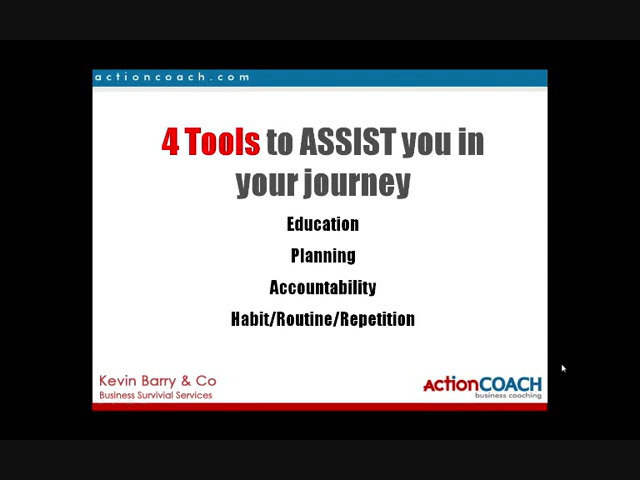 actioncoach.com
4 Tools to ASSIST you in
your journey
Education
Planning
Accountability
Habit/Routine/Repetition
Kevin Barry & Co
Business Survivial Services
ACTIONCOACH
business coaching